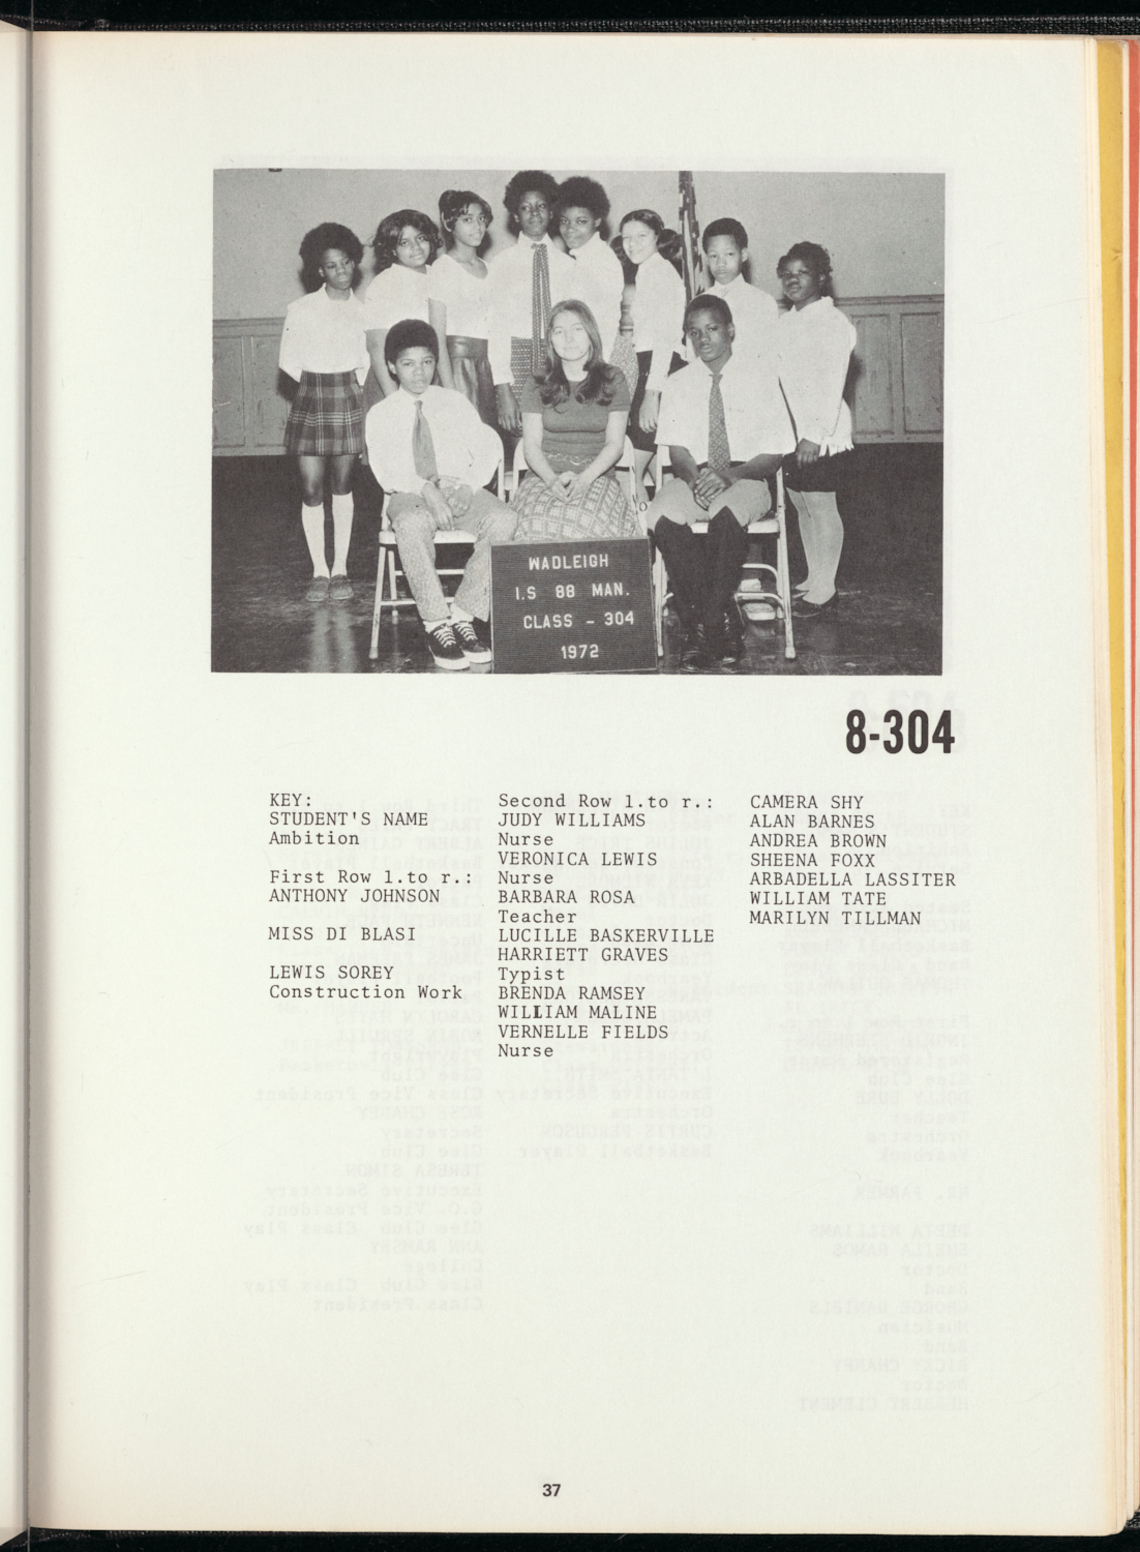 WADLEIGH
I.S 88 MAN.
CLASS - 304
1972
8-304
KEY:
STUDENT'S NAME
Ambition
First Row l.to r.:
ANTHONY JOHNSON
MISS DI BLASI
LEWIS SOREY
Construction Work
Second Row l.to r.:
JUDY WILLIAMS
Nurse
VERONICA LEWIS
Nurse
BARBARA ROSA
Teacher
LUCILLE BASKERVILLE
HARRIETT GRAVES
Typist
BRENDA RAMSEY
WILLIAM MALINE
VERNELLE FIELDS
Nurse
CAMERA SHY
ALAN BARNES
ANDREA BROWN
SHEENA FOXX
ARBADELLA LASSITER
WILLIAM TATE
MARILYN TILLMAN
37